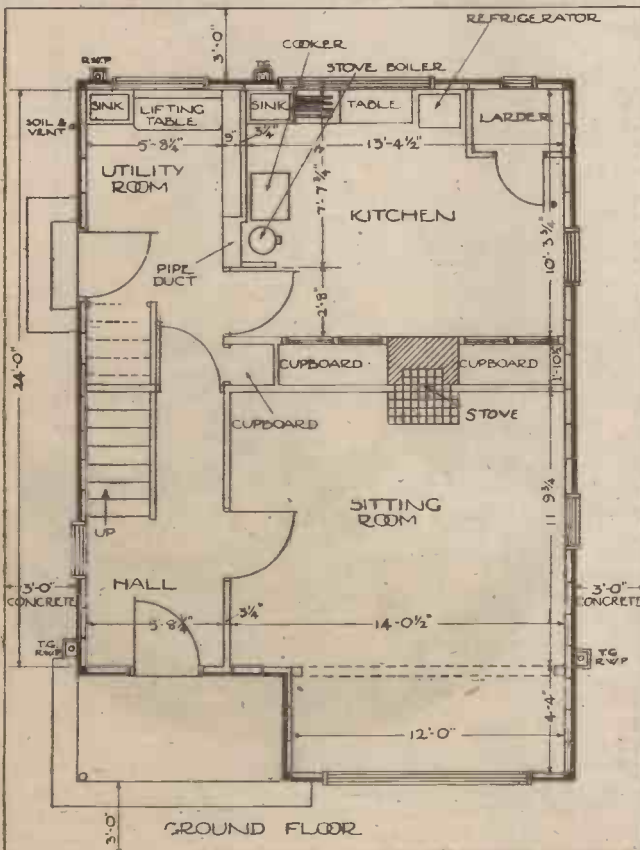 REFRIGERATOR
3'-0"
COOKER
R.W.P
STOVE BOILER
SINK
LIFTING
TABLE
SINK
TABLE
LARDER
SOIL &
VENT
5'-8¼"
9"
3¼"
13'-4½"
UTILITY
ROOM
7'-7¾"
KITCHEN
10'-3¾"
PIPE
DUCT
2'-8"
24'-0"
CUPBOARD
CUPBOARD
1'-10½"
CUPBOARD
STOVE
SITTING
ROOM
11'9¾"
UP
HALL
3'-0"
CONCRETE
3'-0"
CONCRETE
5'-8¼"
3¼"
14'-0½"
T.G.
R.W.P
T.G
R.W.P
4'-4"
12'-0"
3'-0"
GROUND FLOOR